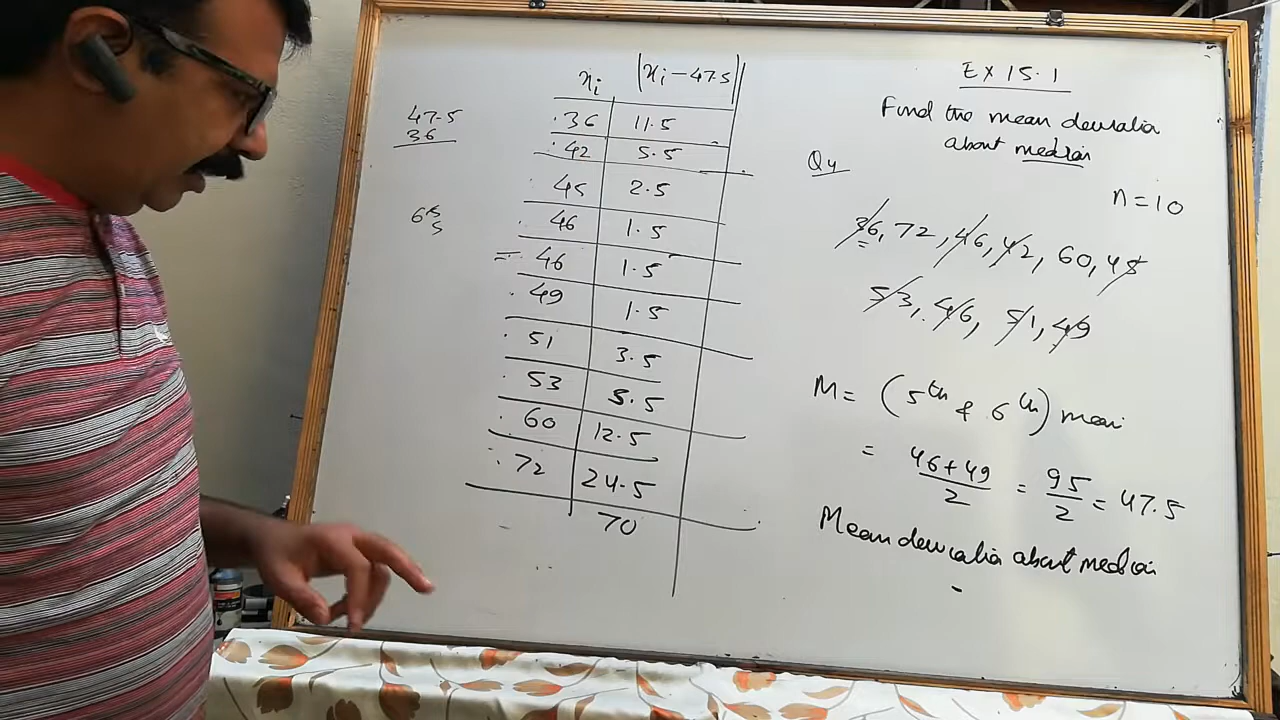 47.5
36
6
5
xi |xi - 47.5|
36 11.5
42 5.5
45 2.5
46 1.5
46 1.5
49 1.5
51 3.5
53 5.5
60 12.5
72 24.5
70
EX 15.1
Find the mean deviation
about median
Q4
n = 10
36, 72, 46, 42, 60, 45
53, 46, 51, 49
M = (5th & 6th) mean
= 46+49/2 = 95/2 = 47.5
Mean deviation about median